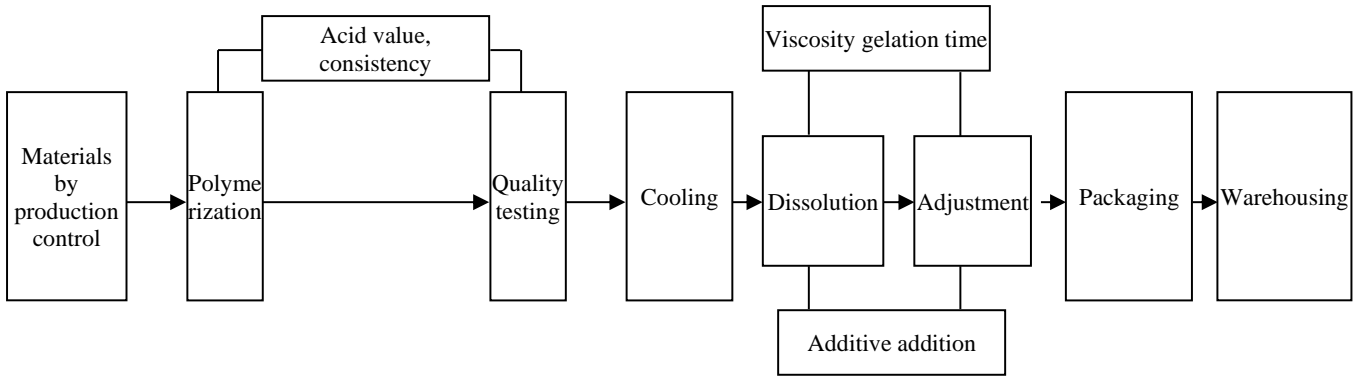 Acid value,
consistency
Viscosity gelation time
Materials
by
production
control
Polyme
rization
Quality
testing
Cooling
Dissolution
Adjustment
Packaging
Warehousing
Additive addition